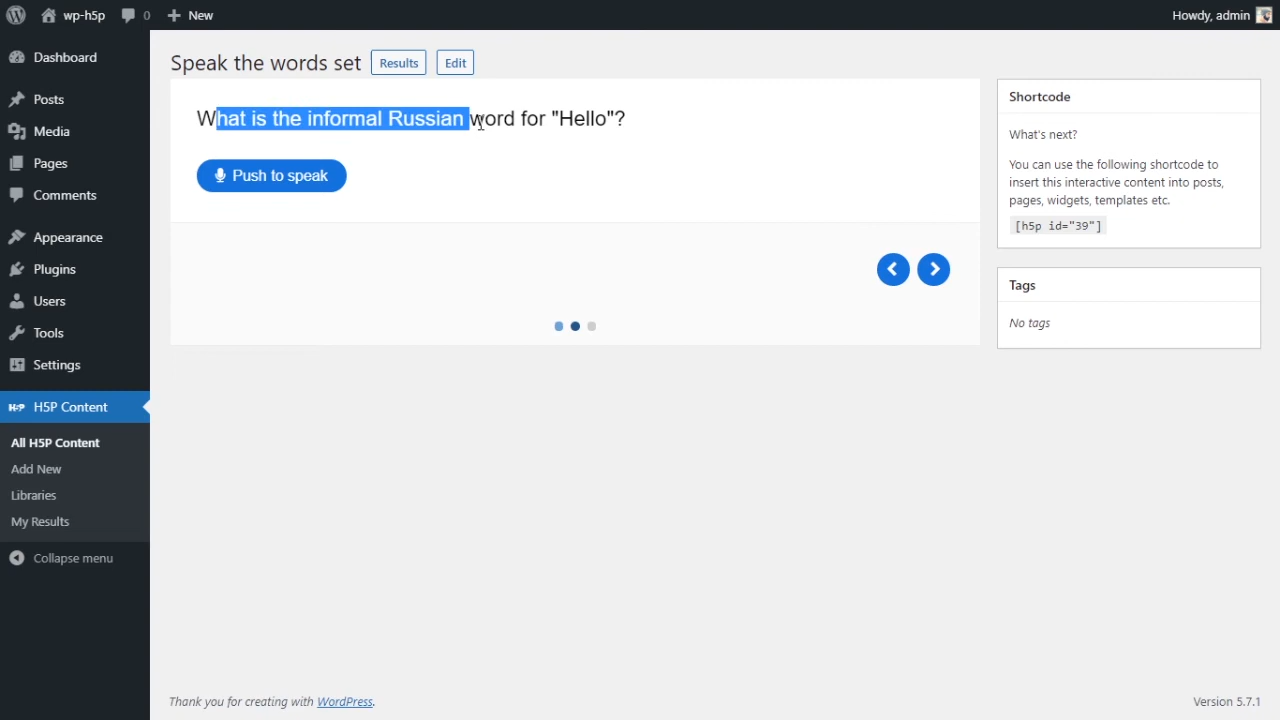 wp-h5p 0 New Howdy, admin
Dashboard
Posts
Media
Pages
Comments
Appearance
Plugins
Users
Tools
Settings
H5P Content
All H5P Content
Add New
Libraries
My Results
Collapse menu
Speak the words set Results Edit
What is the informal Russian word for "Hello"?
Push to speak
Shortcode
What's next?
You can use the following shortcode to
insert this interactive content into posts,
pages, widgets, templates etc.
[h5p id="39"]
Tags
No tags
Thank you for creating with WordPress.
Version 5.7.1